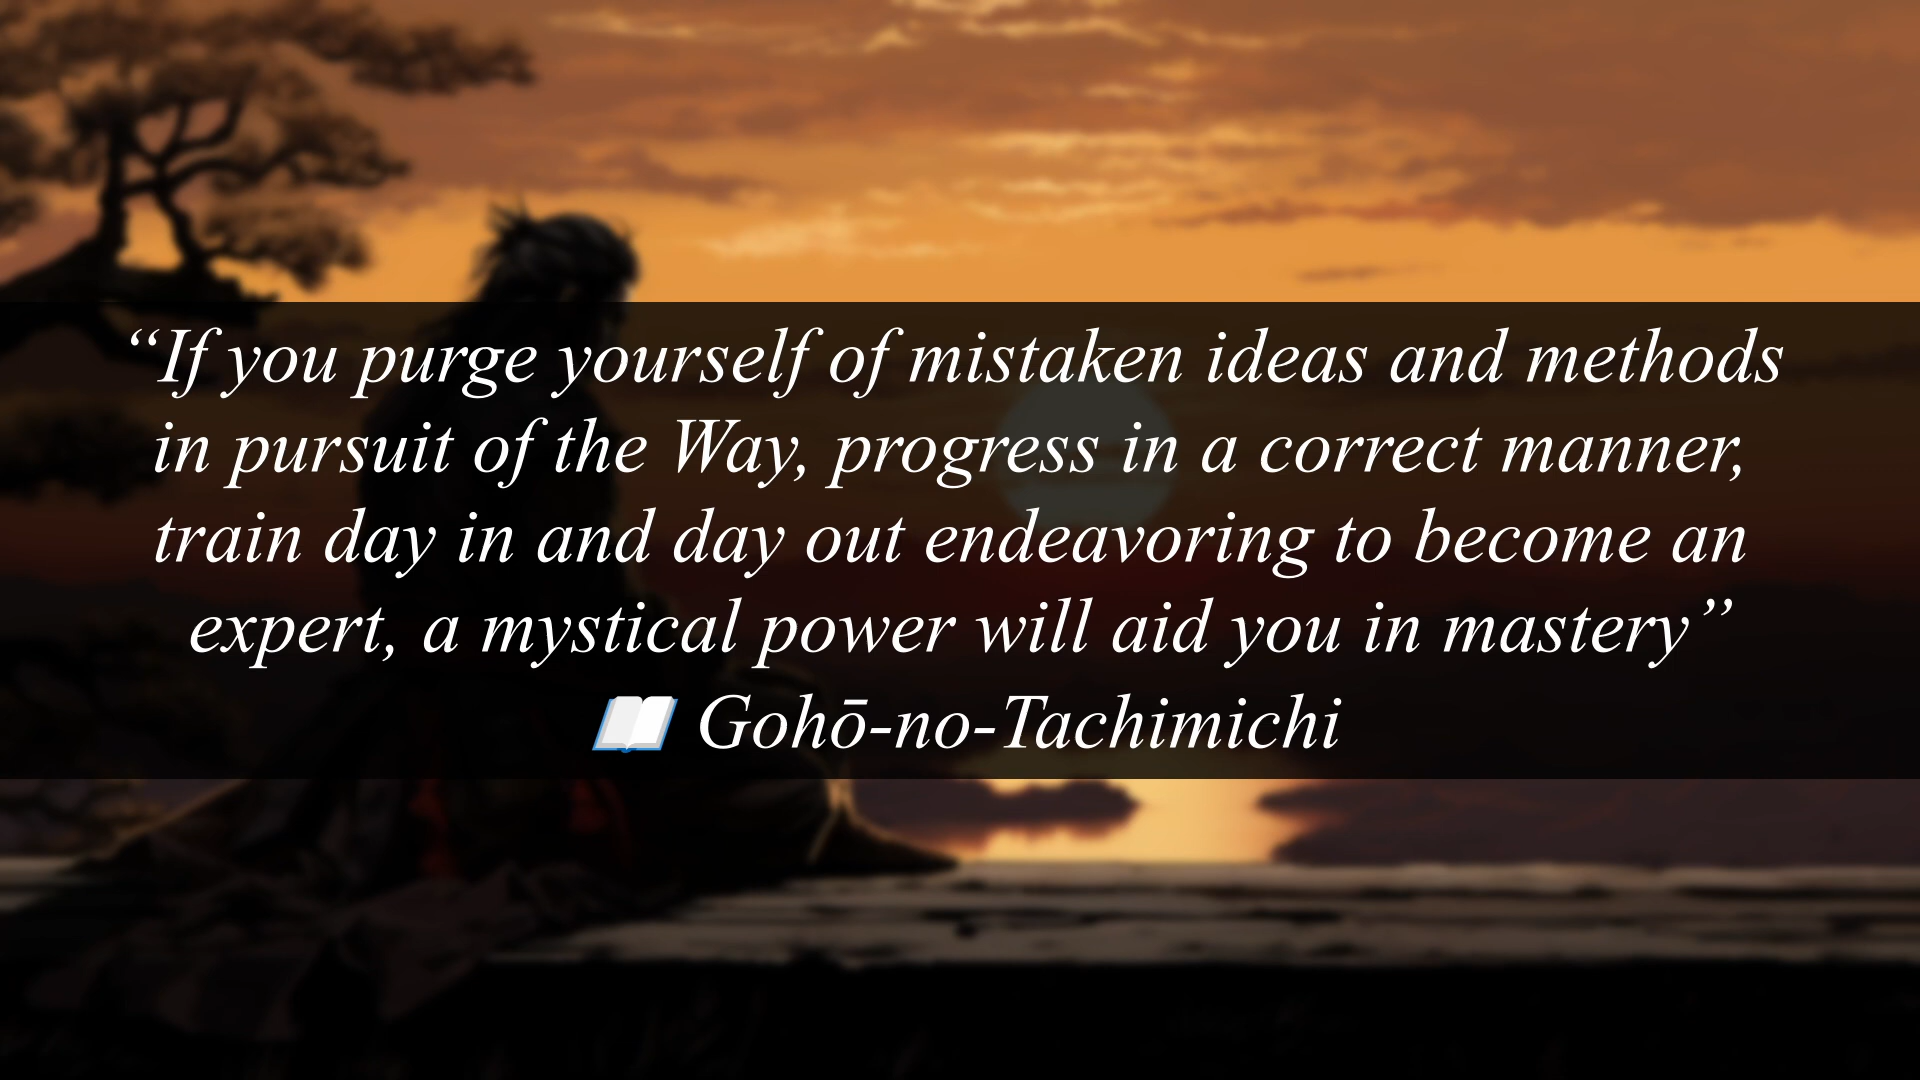 “If you purge yourself of mistaken ideas and methods
in pursuit of the Way, progress in a correct manner,
train day in and day out endeavoring to become an
expert, a mystical power will aid you in mastery”
📖 Gohō-no-Tachimichi